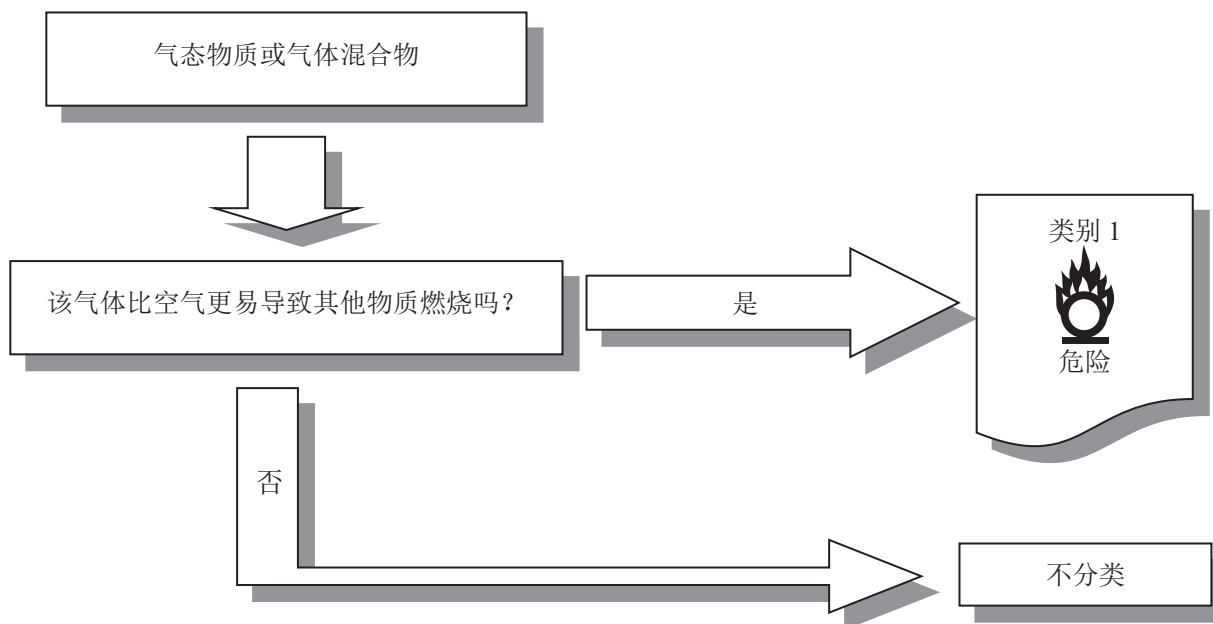 气态物质或气体混合物
该气体比空气更易导致其他物质燃烧吗？
是
类别 1
危险
否
不分类